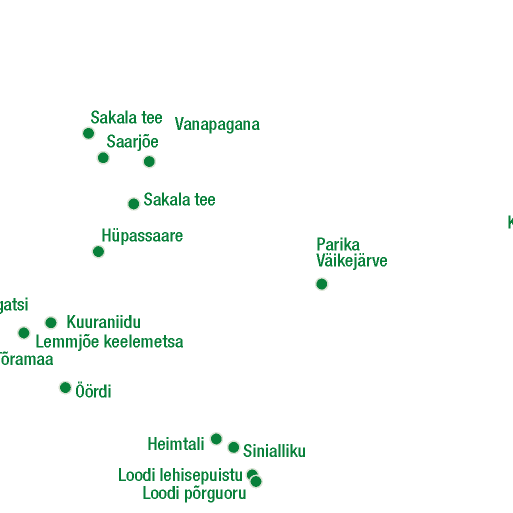 Sakala tee
Vanapagana
Saarjõe
Sakala tee
Hüpassaare
Parika
Väikejärve
gatsi
Kuuraniidu
Lemmjõe keelemetsa
Tõramaa
Öördi
Heimtali
Sinialliku
Loodi lehisepuistu
Loodi põrguoru